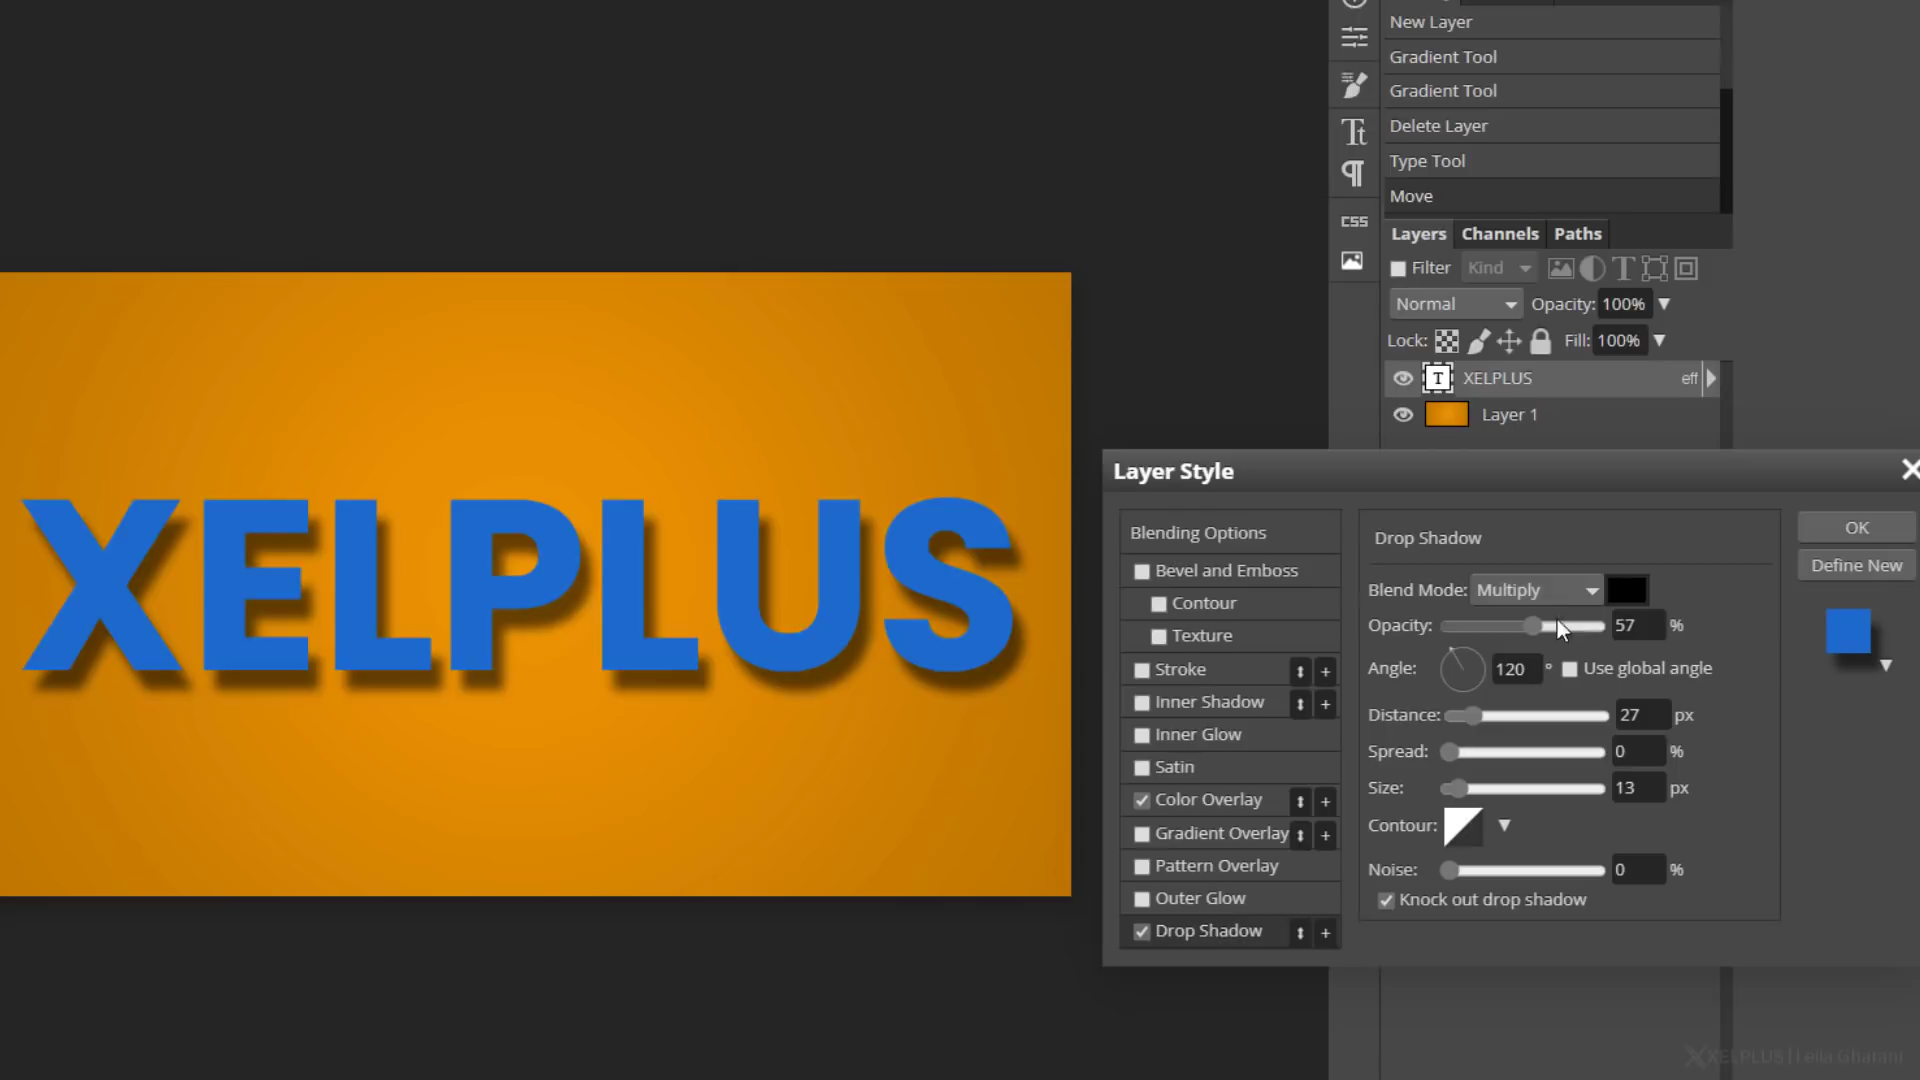 New Layer
Gradient Tool
Gradient Tool
Delete Layer
Type Tool
Move
CSS
Layers Channels Paths
Filter Kind
Normal Opacity: 100%
Lock: Fill: 100%
T XELPLUS eff
Layer 1
XELPLUS
Layer Style
Blending Options
Bevel and Emboss
Contour
Texture
Stroke +
Inner Shadow +
Inner Glow
Satin
Color Overlay +
Gradient Overlay +
Pattern Overlay
Outer Glow
Drop Shadow +
Drop Shadow
Blend Mode: Multiply
Opacity: 57 %
Angle: 120 ° Use global angle
Distance: 27 px
Spread: 0 %
Size: 13 px
Contour:
Noise: 0 %
Knock out drop shadow
OK
Define New
XELPLUS | Leila Gharani